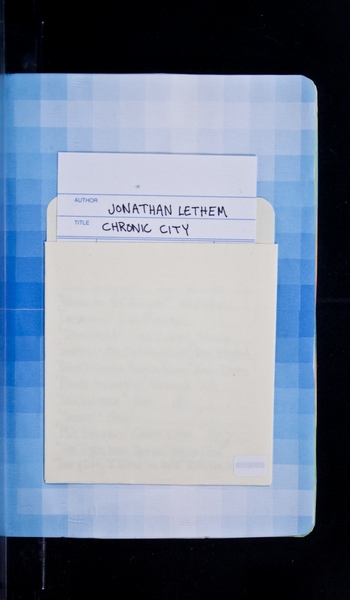 AUTHOR JONATHAN LETHEM
TITLE CHRONIC CITY